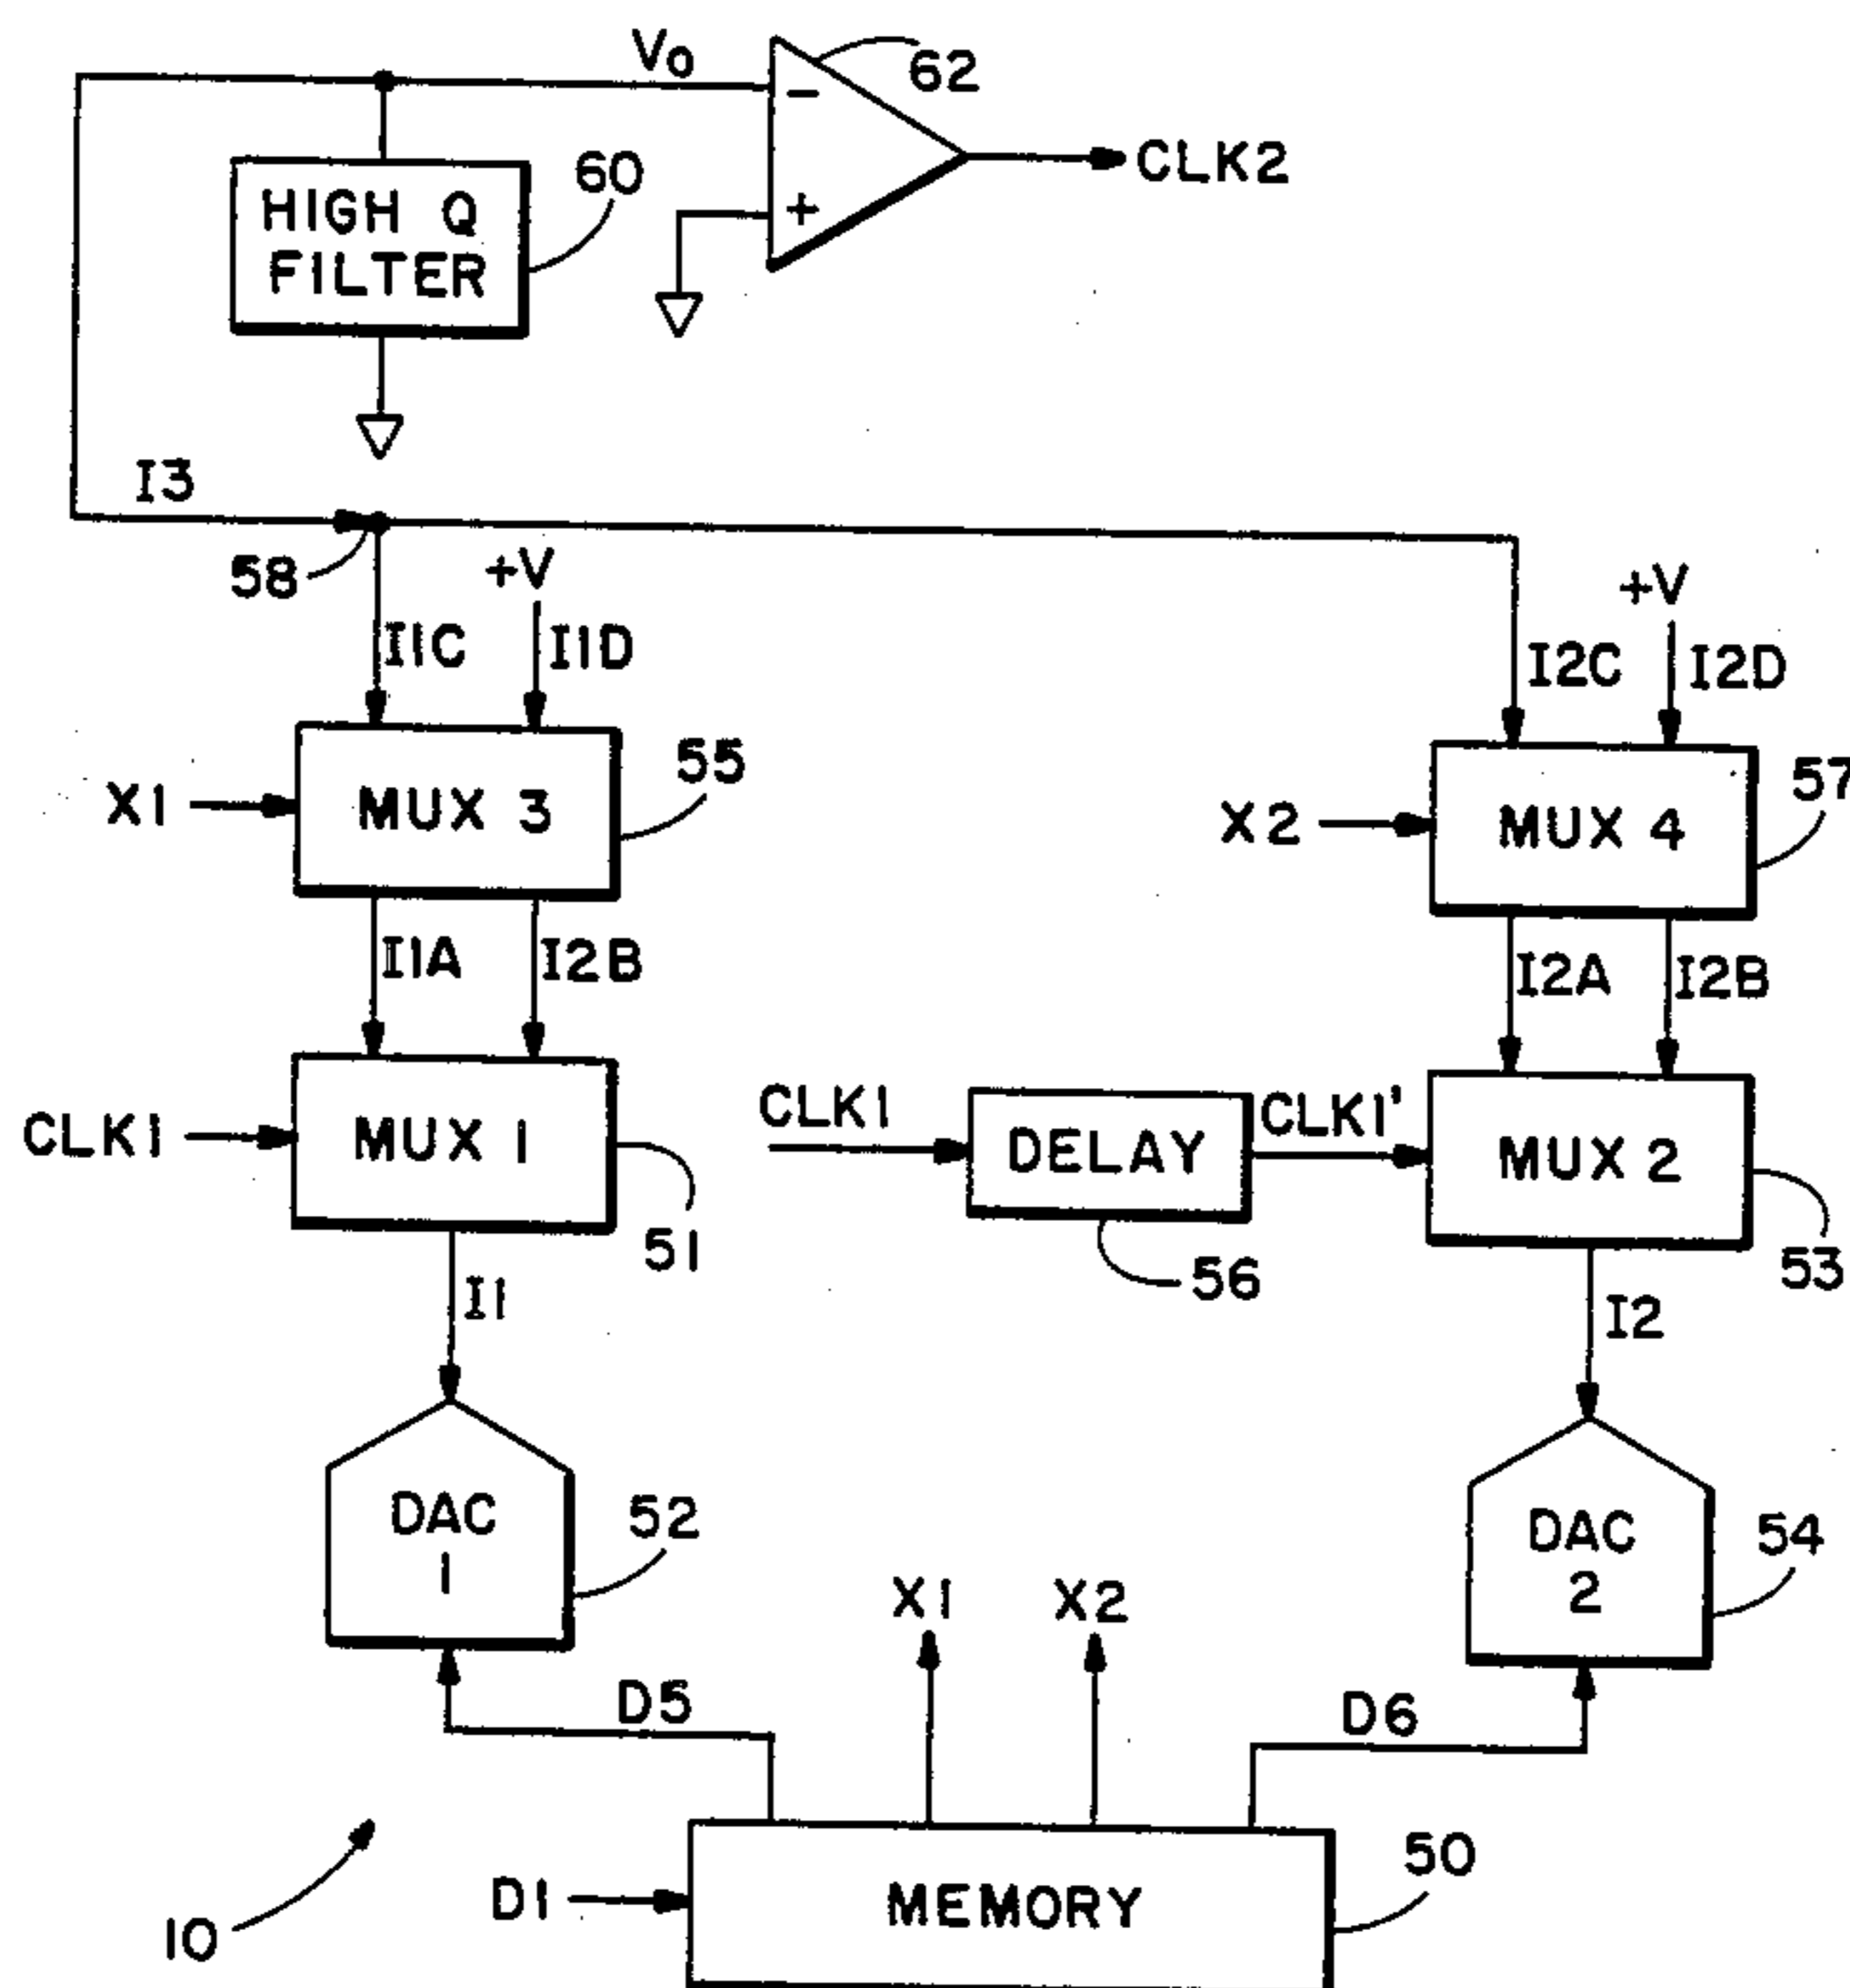 Vo
62
−
CLK2
+
60
HIGH Q
FILTER
I3
58
+V
+V
I1C
I1D
I2C
I2D
55
57
X1
MUX 3
X2
MUX 4
I1A
I2B
I2A
I2B
CLK1
MUX 1
CLK1
DELAY
CLK1'
MUX 2
51
56
53
I1
I2
DAC
1
52
DAC
2
54
X1
X2
D5
D6
50
D1
MEMORY
10